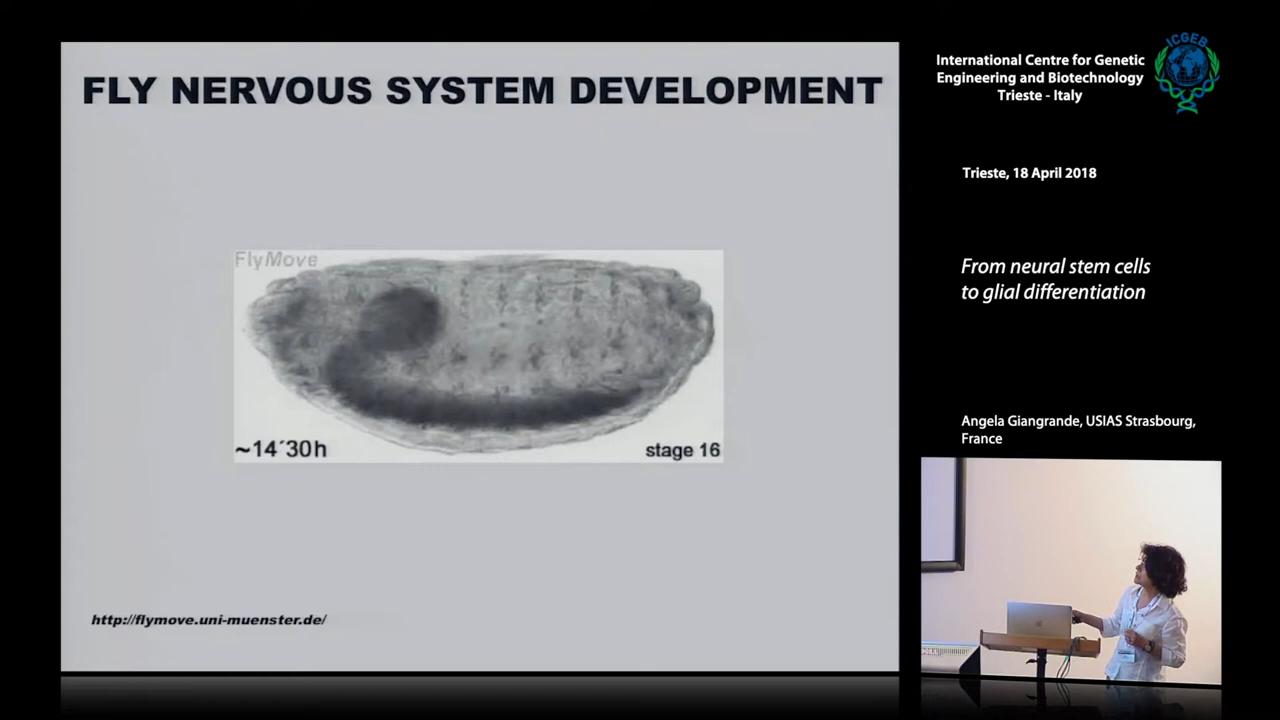 FLY NERVOUS SYSTEM DEVELOPMENT
FlyMove
~14´30h
stage 16
http://flymove.uni-muenster.de/
International Centre for Genetic
Engineering and Biotechnology
Trieste - Italy
ICGEB
Trieste, 18 April 2018
From neural stem cells
to glial differentiation
Angela Giangrande, USIAS Strasbourg,
France